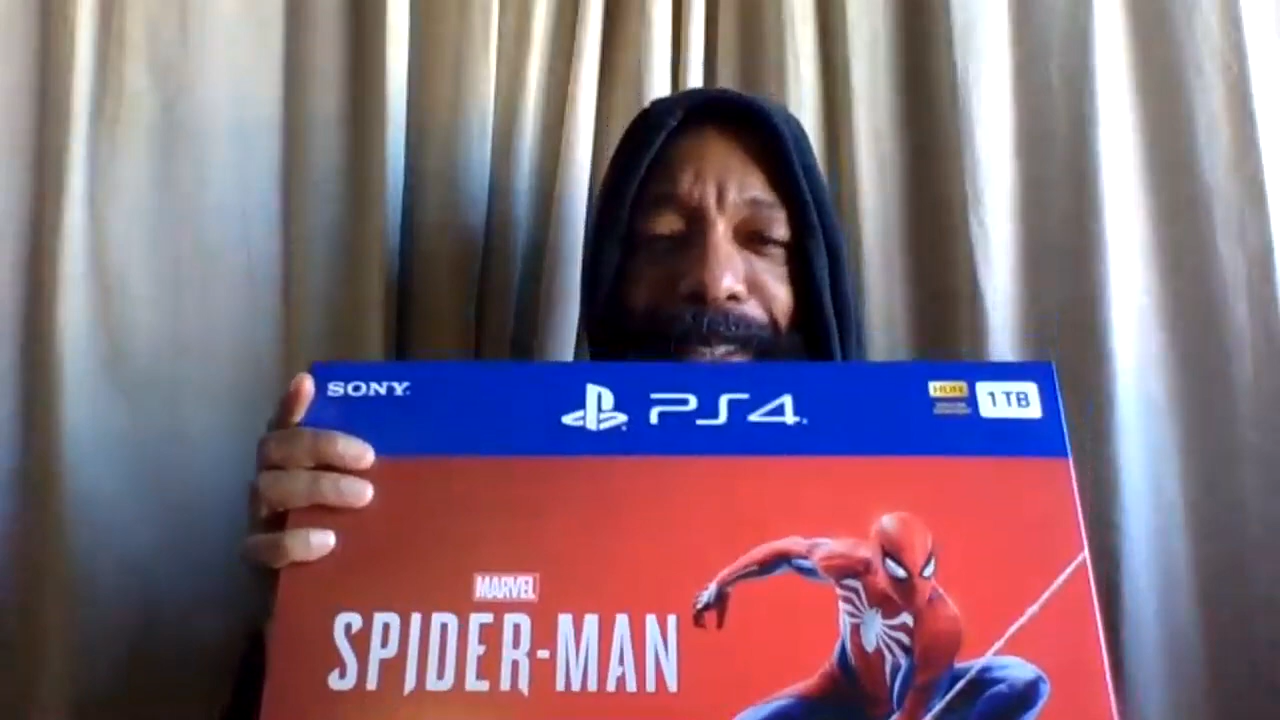 SONY
PS4
HDR
1TB
MARVEL
SPIDER-MAN